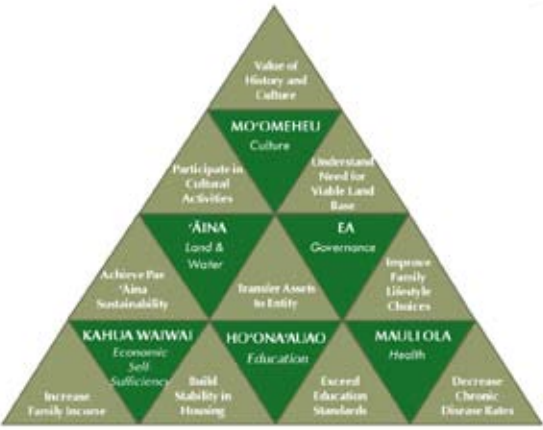 Value of
History and
Culture
MOʻOMEHEU
Culture
Participate in
Cultural
Activities
Understand
Need for
Viable Land
Base
ʻĀINA
Land &
Water
EA
Governance
Achieve Pae
ʻAina
Sustainability
Transfer Assets
to Entity
Improve
Family
Lifestyle
Choices
KAHUA WAIWAI
Economic
Self
Sufficiency
HOʻONAʻAUAO
Education
MAULI OLA
Health
Increase
Family Income
Build
Stability in
Housing
Exceed
Education
Standards
Decrease
Chronic
Disease Rates